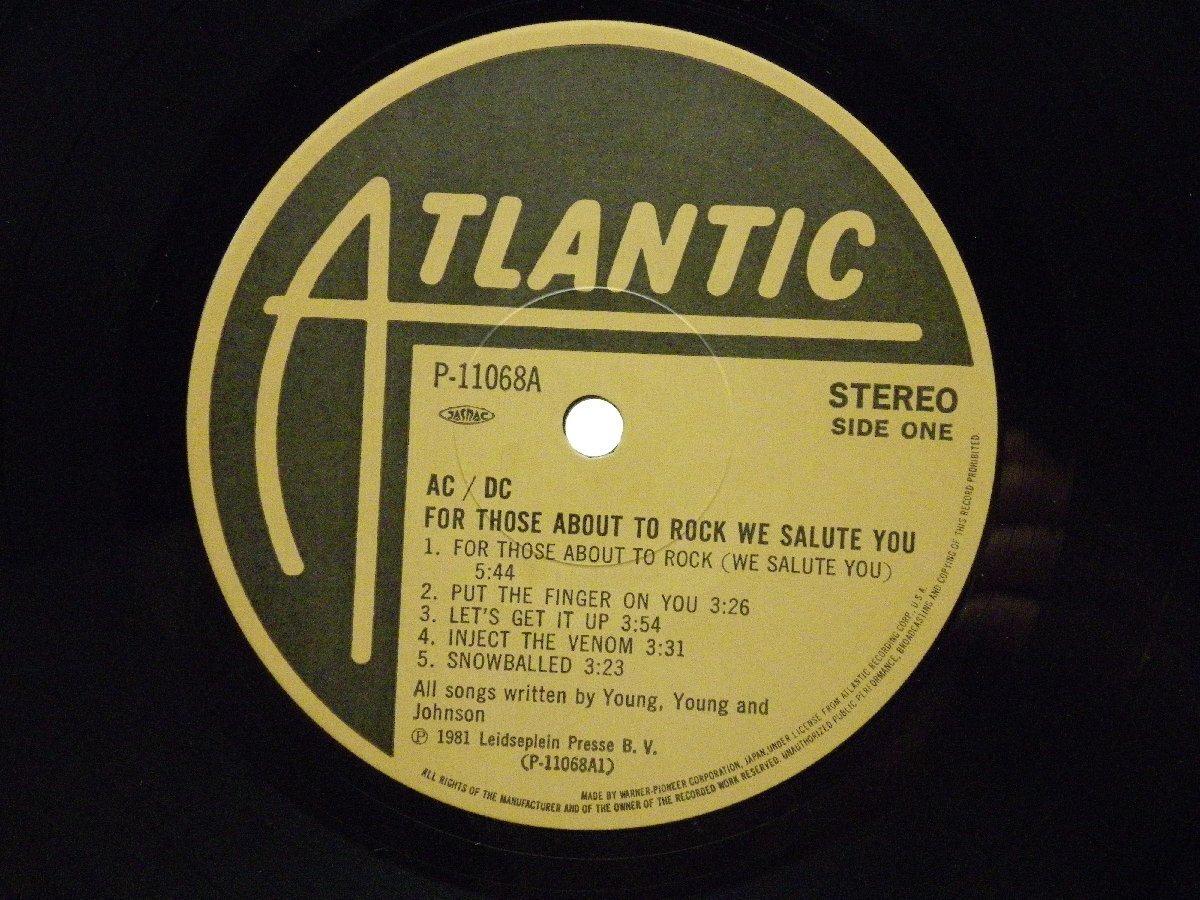 ATLANTIC
P-11068A
STEREO
SIDE ONE
JASRAC
AC / DC
FOR THOSE ABOUT TO ROCK WE SALUTE YOU
1. FOR THOSE ABOUT TO ROCK (WE SALUTE YOU)
5:44
2. PUT THE FINGER ON YOU 3:26
3. LET'S GET IT UP 3:54
4. INJECT THE VENOM 3:31
5. SNOWBALLED 3:23
All songs written by Young, Young and
Johnson
℗ 1981 Leidseplein Presse B. V.
(P-11068A1)
MADE BY WARNER-PIONEER CORPORATION, JAPAN, UNDER LICENSE FROM ATLANTIC RECORDING CORP., U.S.A.
ALL RIGHTS OF THE MANUFACTURER AND OF THE OWNER OF THE RECORDED WORK RESERVED. UNAUTHORIZED PUBLIC PERFORMANCE, BROADCASTING AND COPYING OF THIS RECORD PROHIBITED